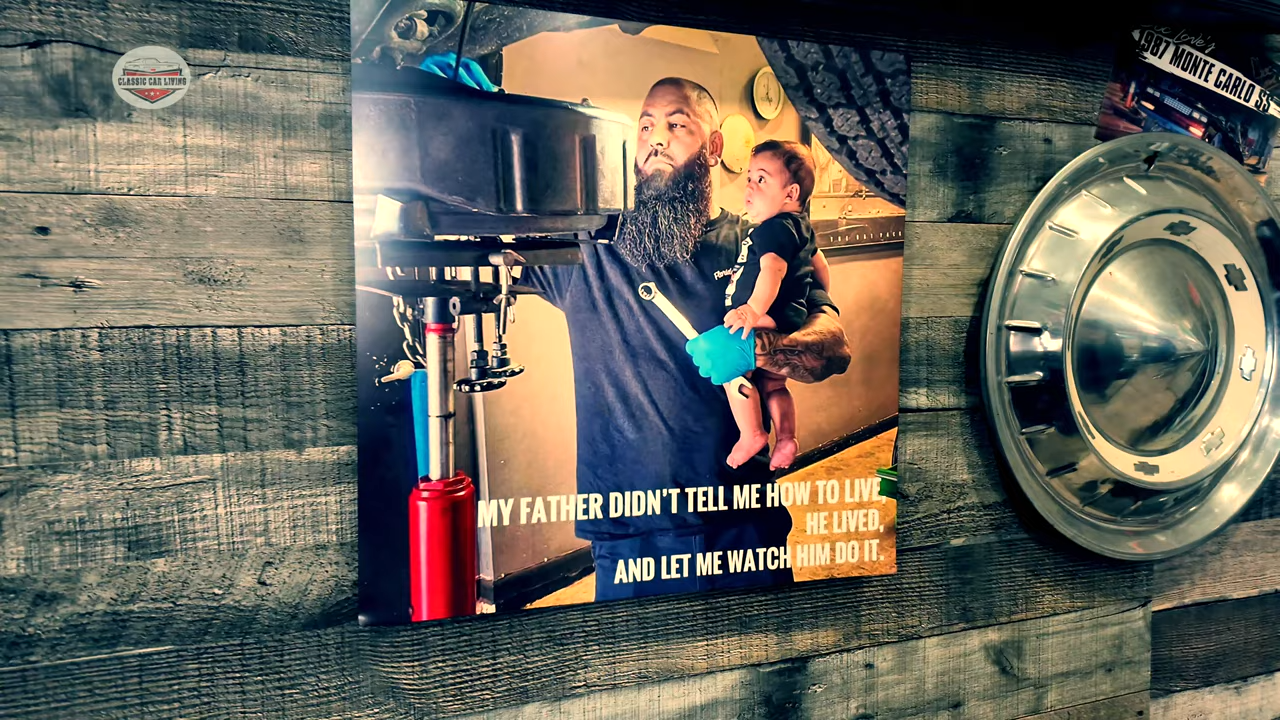 CLASSIC CAR LIVING
1987 MONTE CARLO SS
MY FATHER DIDN'T TELL ME HOW TO LIVE,
HE LIVED,
AND LET ME WATCH HIM DO IT.